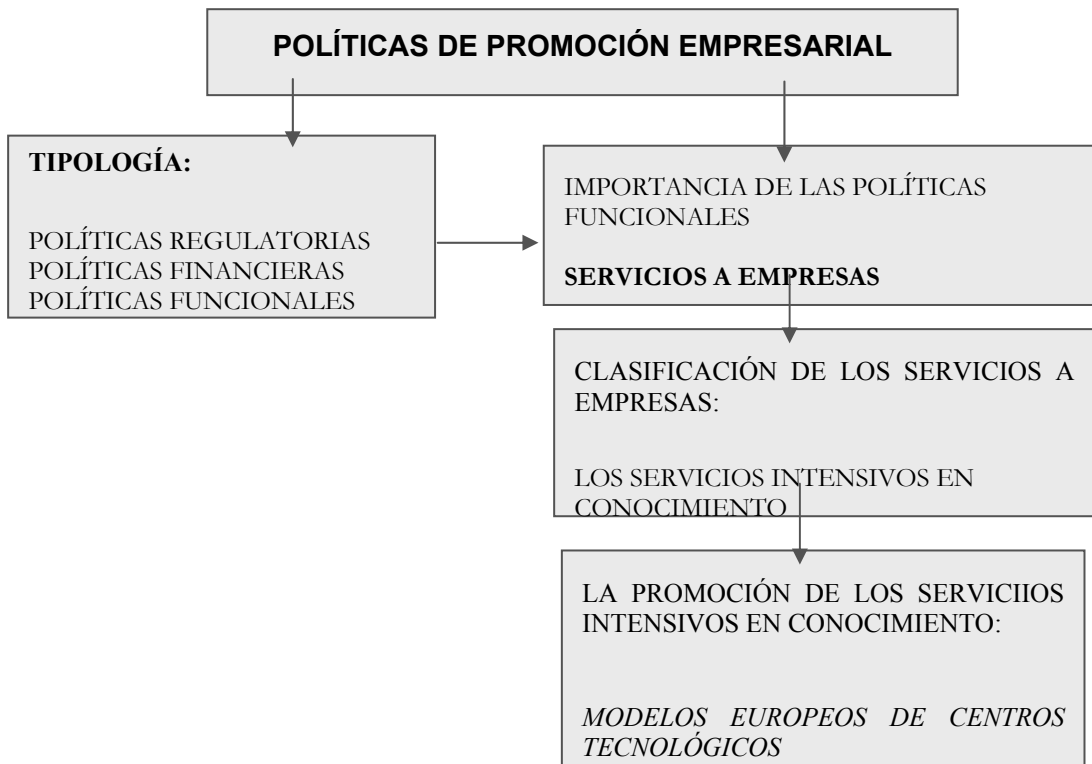 POLÍTICAS DE PROMOCIÓN EMPRESARIAL
TIPOLOGÍA:
POLÍTICAS REGULATORIAS
POLÍTICAS FINANCIERAS
POLÍTICAS FUNCIONALES
IMPORTANCIA DE LAS POLÍTICAS
FUNCIONALES
SERVICIOS A EMPRESAS
CLASIFICACIÓN DE LOS SERVICIOS A
EMPRESAS:
LOS SERVICIOS INTENSIVOS EN
CONOCIMIENTO
LA PROMOCIÓN DE LOS SERVICIIOS
INTENSIVOS EN CONOCIMIENTO:
MODELOS EUROPEOS DE CENTROS
TECNOLÓGICOS